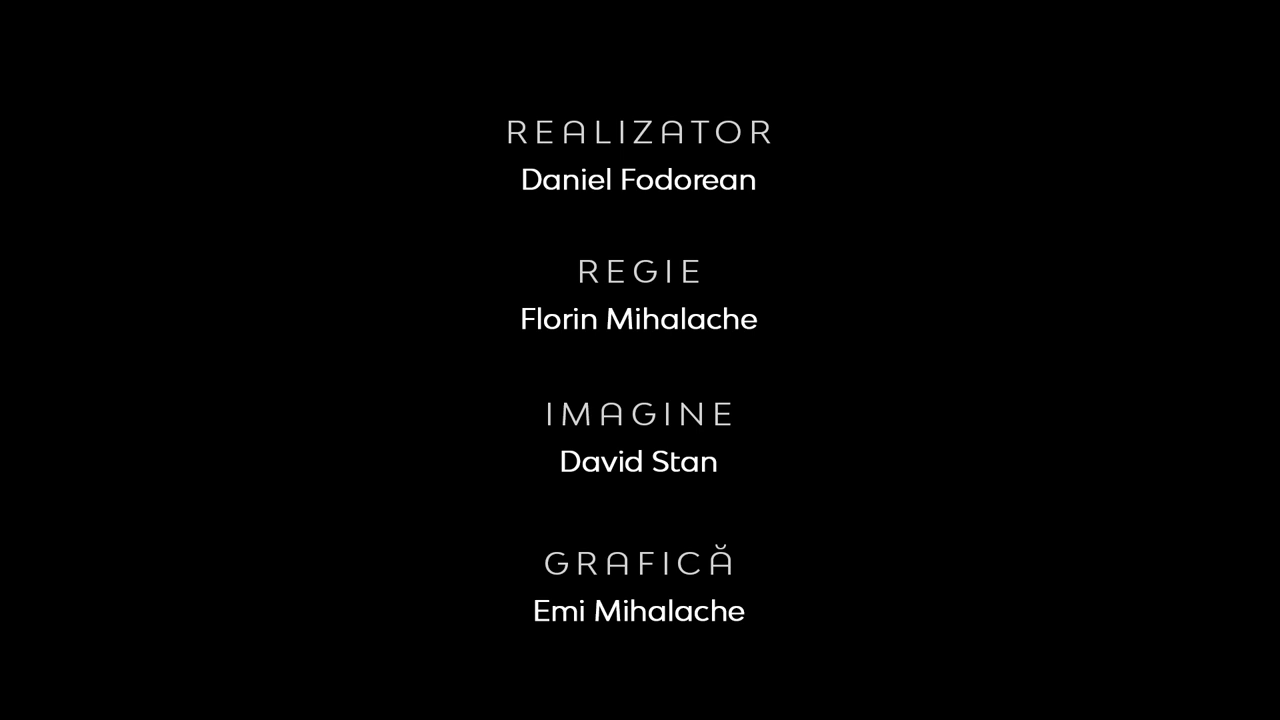 REALIZATOR
Daniel Fodorean
REGIE
Florin Mihalache
IMAGINE
David Stan
GRAFICĂ
Emi Mihalache